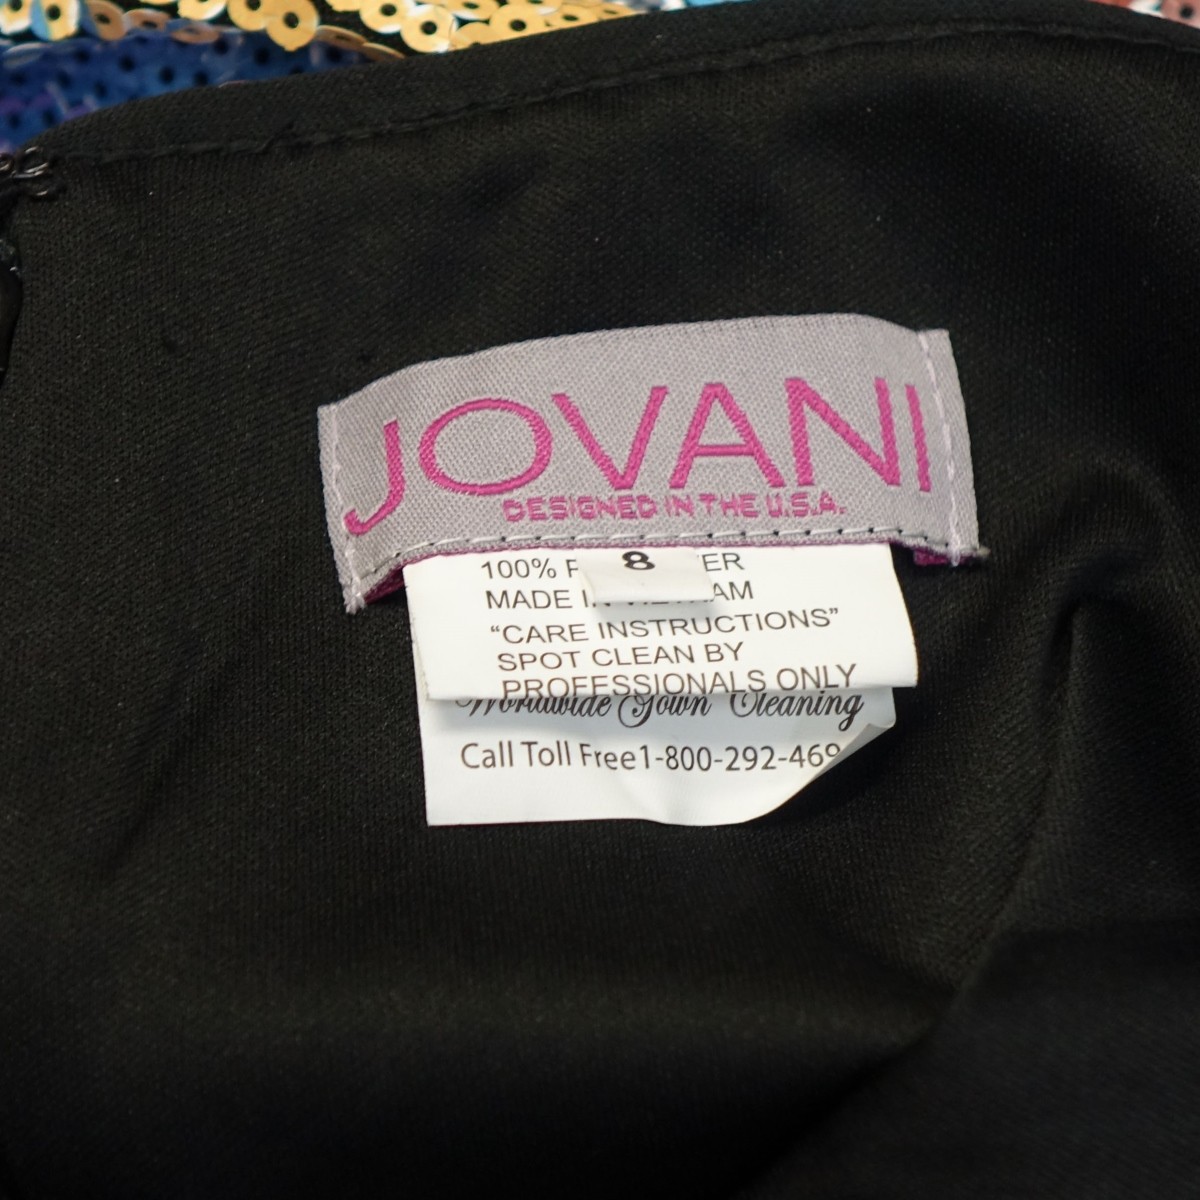 JOVANI
DESIGNED IN THE U.S.A.
8
100%
MADE IN
"CARE INSTRUCTIONS"
SPOT CLEAN BY
PROFESSIONALS ONLY
Worldwide Gown Cleaning
Call Toll Free1-800-292-469